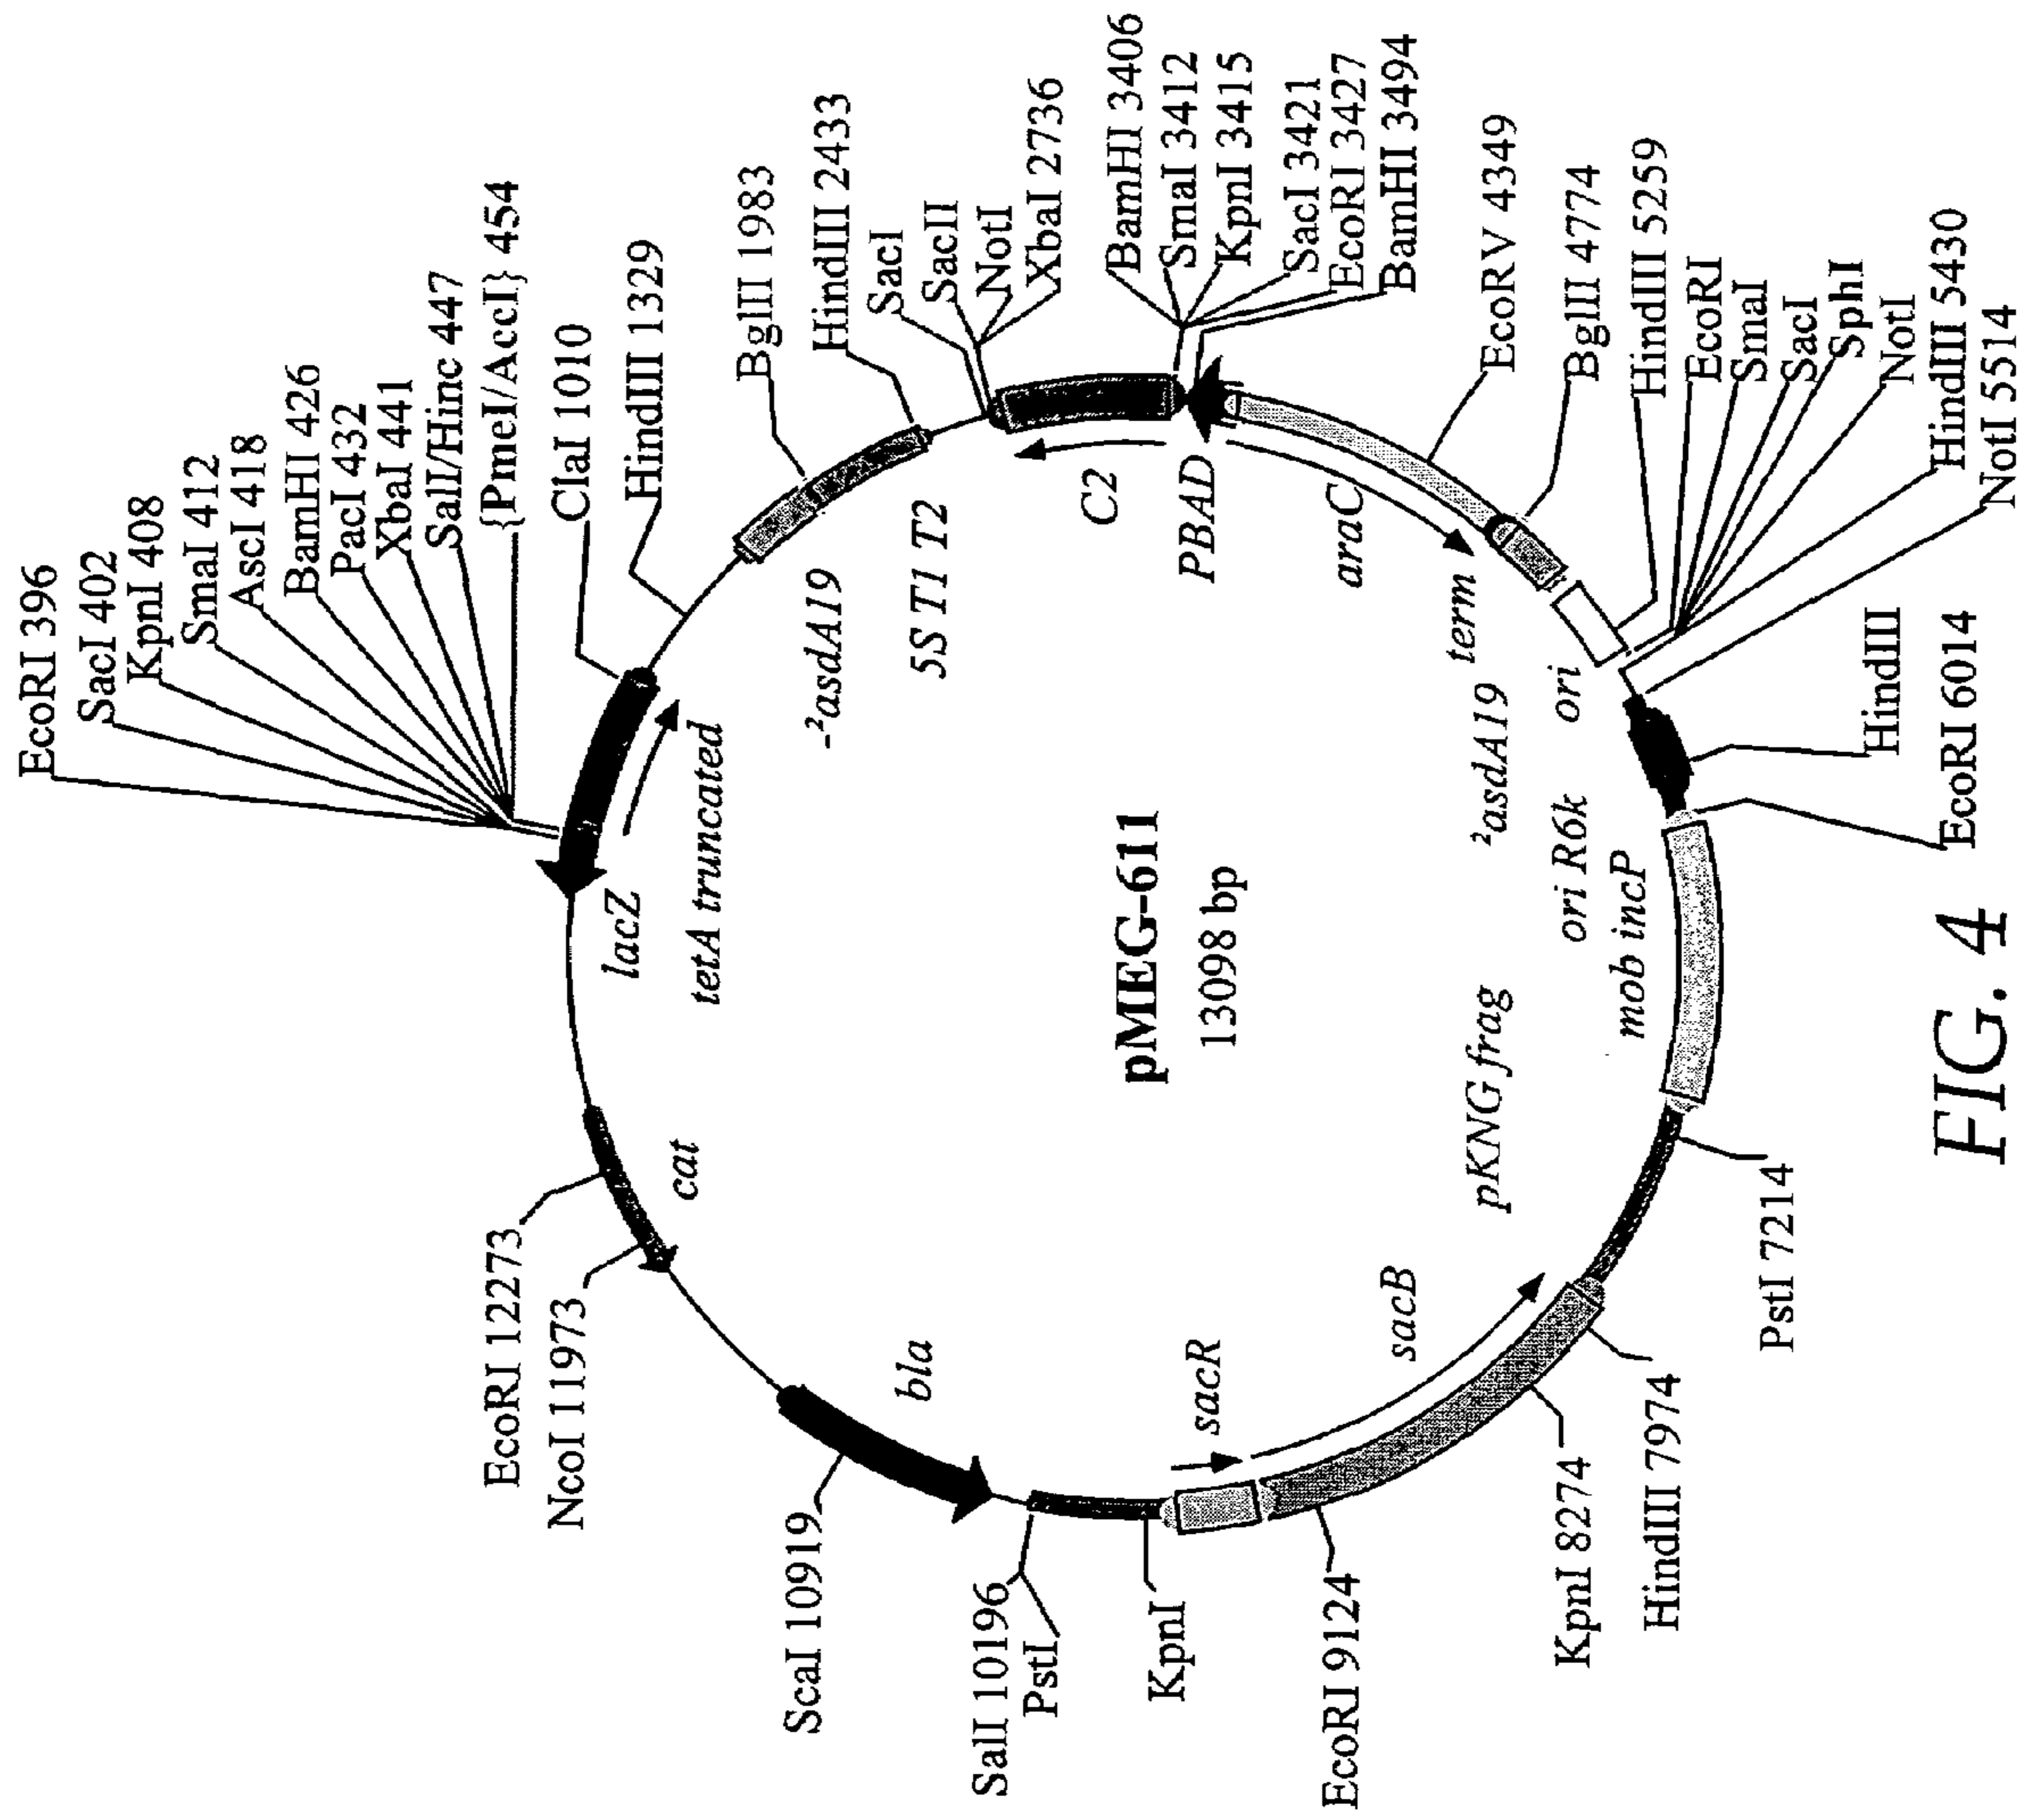 EcoRI 396
SacI 402
KpnI 408
SmaI 412
AscI 418
BamHI 426
PacI 432
XbaI 441
SalI/Hinc 447
{PmeI/AccI} 454
ClaI 1010
HindIII 1329
BglII 1983
HindIII 2433
SacI
SacII
NotI
XbaI 2736
BamHI 3406
SmaI 3412
KpnI 3415
SacI 3421
EcoRI 3427
BamHI 3494
EcoRV 4349
BglII 4774
HindIII 5259
EcoRI
SmaI
SacI
SphI
NotI
HindIII 5430
NotI 5514
HindIII
EcoRI 6014
PstI 7214
HindIII 7974
KpnI 8274
EcoRI 9124
KpnI
PstI
SalI 10196
ScaI 10919
NcoI 11973
EcoRI 12273
lacZ
tetA truncated
-²asdA19
5S T1 T2
C2
PBAD
araC
term
²asdA19
ori
ori R6k
mob incP
pKNG frag
sacB
sacR
bla
cat
pMEG-611
13098 bp
FIG. 4